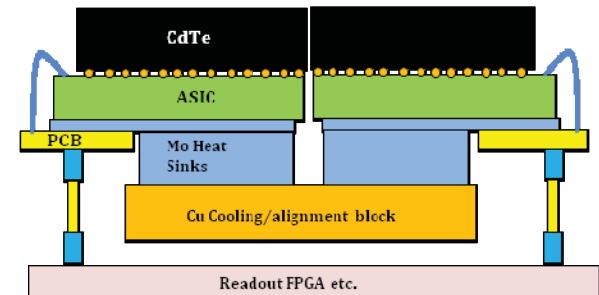 CdTe
ASIC
PCB
Mo Heat
Sinks
Cu Cooling/alignment block
Readout FPGA etc.